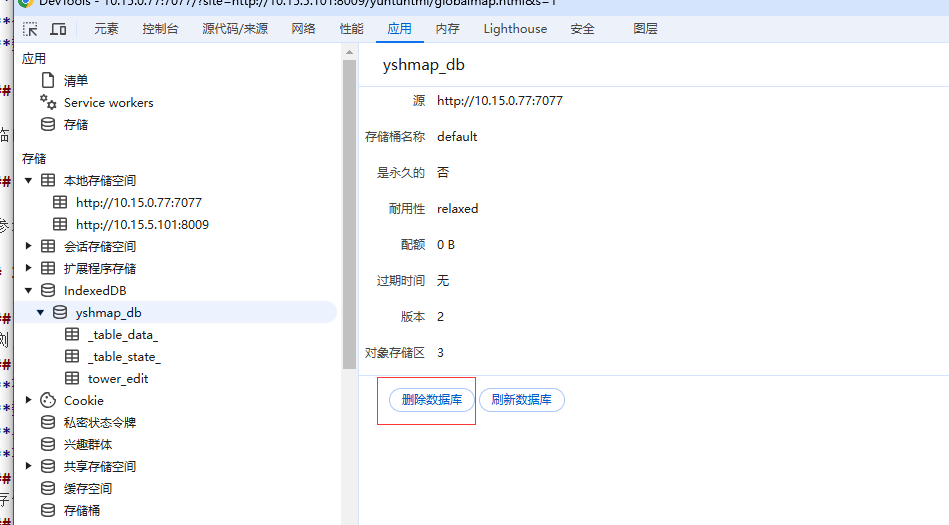 DevTools - 10.15.0.77:7077/?site=http://10.15.5.101:8009/yuntuhtml/globalmap.html&s=1
元素 控制台 源代码/来源 网络 性能 应用 内存 Lighthouse 安全 图层
应用
清单
Service workers
存储
存储
本地存储空间
http://10.15.0.77:7077
http://10.15.5.101:8009
会话存储空间
扩展程序存储
IndexedDB
yshmap_db
_table_data_
_table_state_
tower_edit
Cookie
私密状态令牌
兴趣群体
共享存储空间
缓存空间
存储桶
yshmap_db
源 http://10.15.0.77:7077
存储桶名称 default
是永久的 否
耐用性 relaxed
配额 0 B
过期时间 无
版本 2
对象存储区 3
删除数据库 刷新数据库